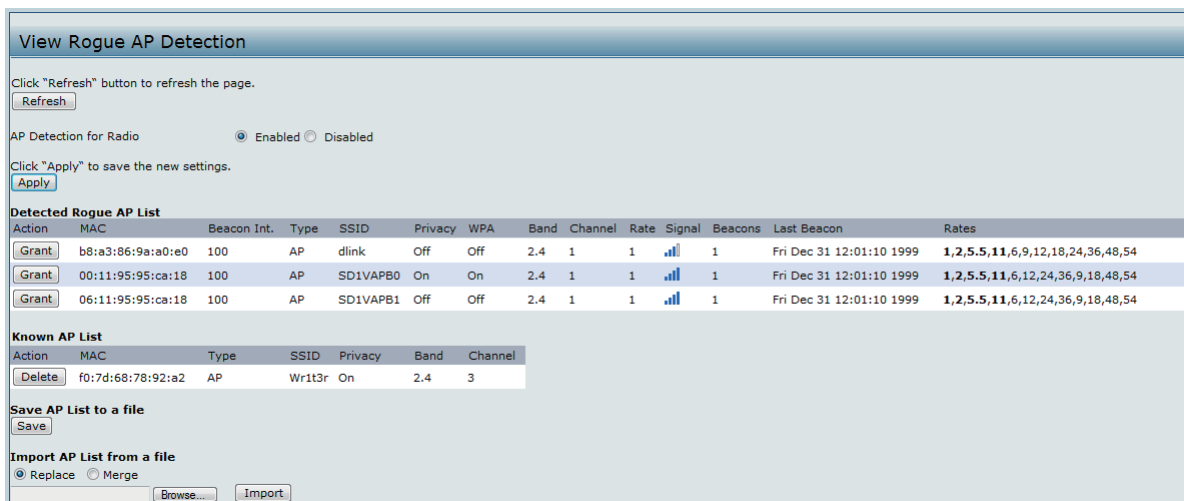 View Rogue AP Detection
Click "Refresh" button to refresh the page.
Refresh
AP Detection for Radio Enabled Disabled
Click "Apply" to save the new settings.
Apply
Detected Rogue AP List
Action MAC Beacon Int. Type SSID Privacy WPA Band Channel Rate Signal Beacons Last Beacon Rates
Grant b8:a3:86:9a:a0:e0 100 AP dlink Off Off 2.4 1 1 1 Fri Dec 31 12:01:10 1999 1,2,5.5,11,6,9,12,18,24,36,48,54
Grant 00:11:95:95:ca:18 100 AP SD1VAPB0 On On 2.4 1 1 1 Fri Dec 31 12:01:10 1999 1,2,5.5,11,6,12,24,36,9,18,48,54
Grant 06:11:95:95:ca:18 100 AP SD1VAPB1 Off Off 2.4 1 1 1 Fri Dec 31 12:01:10 1999 1,2,5.5,11,6,12,24,36,9,18,48,54
Known AP List
Action MAC Type SSID Privacy Band Channel
Delete f0:7d:68:78:92:a2 AP Wr1t3r On 2.4 3
Save AP List to a file
Save
Import AP List from a file
Replace Merge
Browse... Import